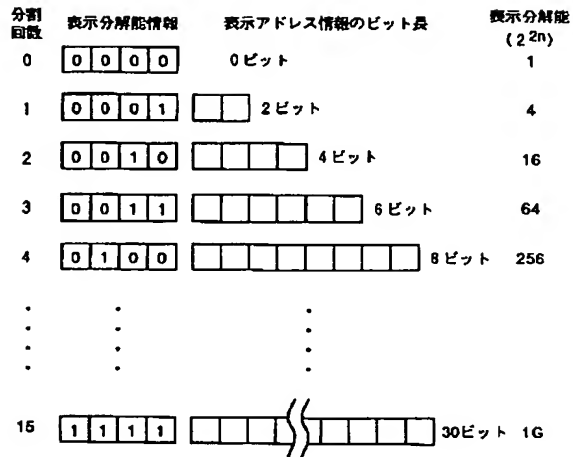 分割回数 表示分解能情報 表示アドレス情報のビット長 表示分解能(2^2n)
0 0 0 0 0 0ビット 1
1 0 0 0 1 2ビット 4
2 0 0 1 0 4ビット 16
3 0 0 1 1 6ビット 64
4 0 1 0 0 8ビット 256
15 1 1 1 1 30ビット 1G